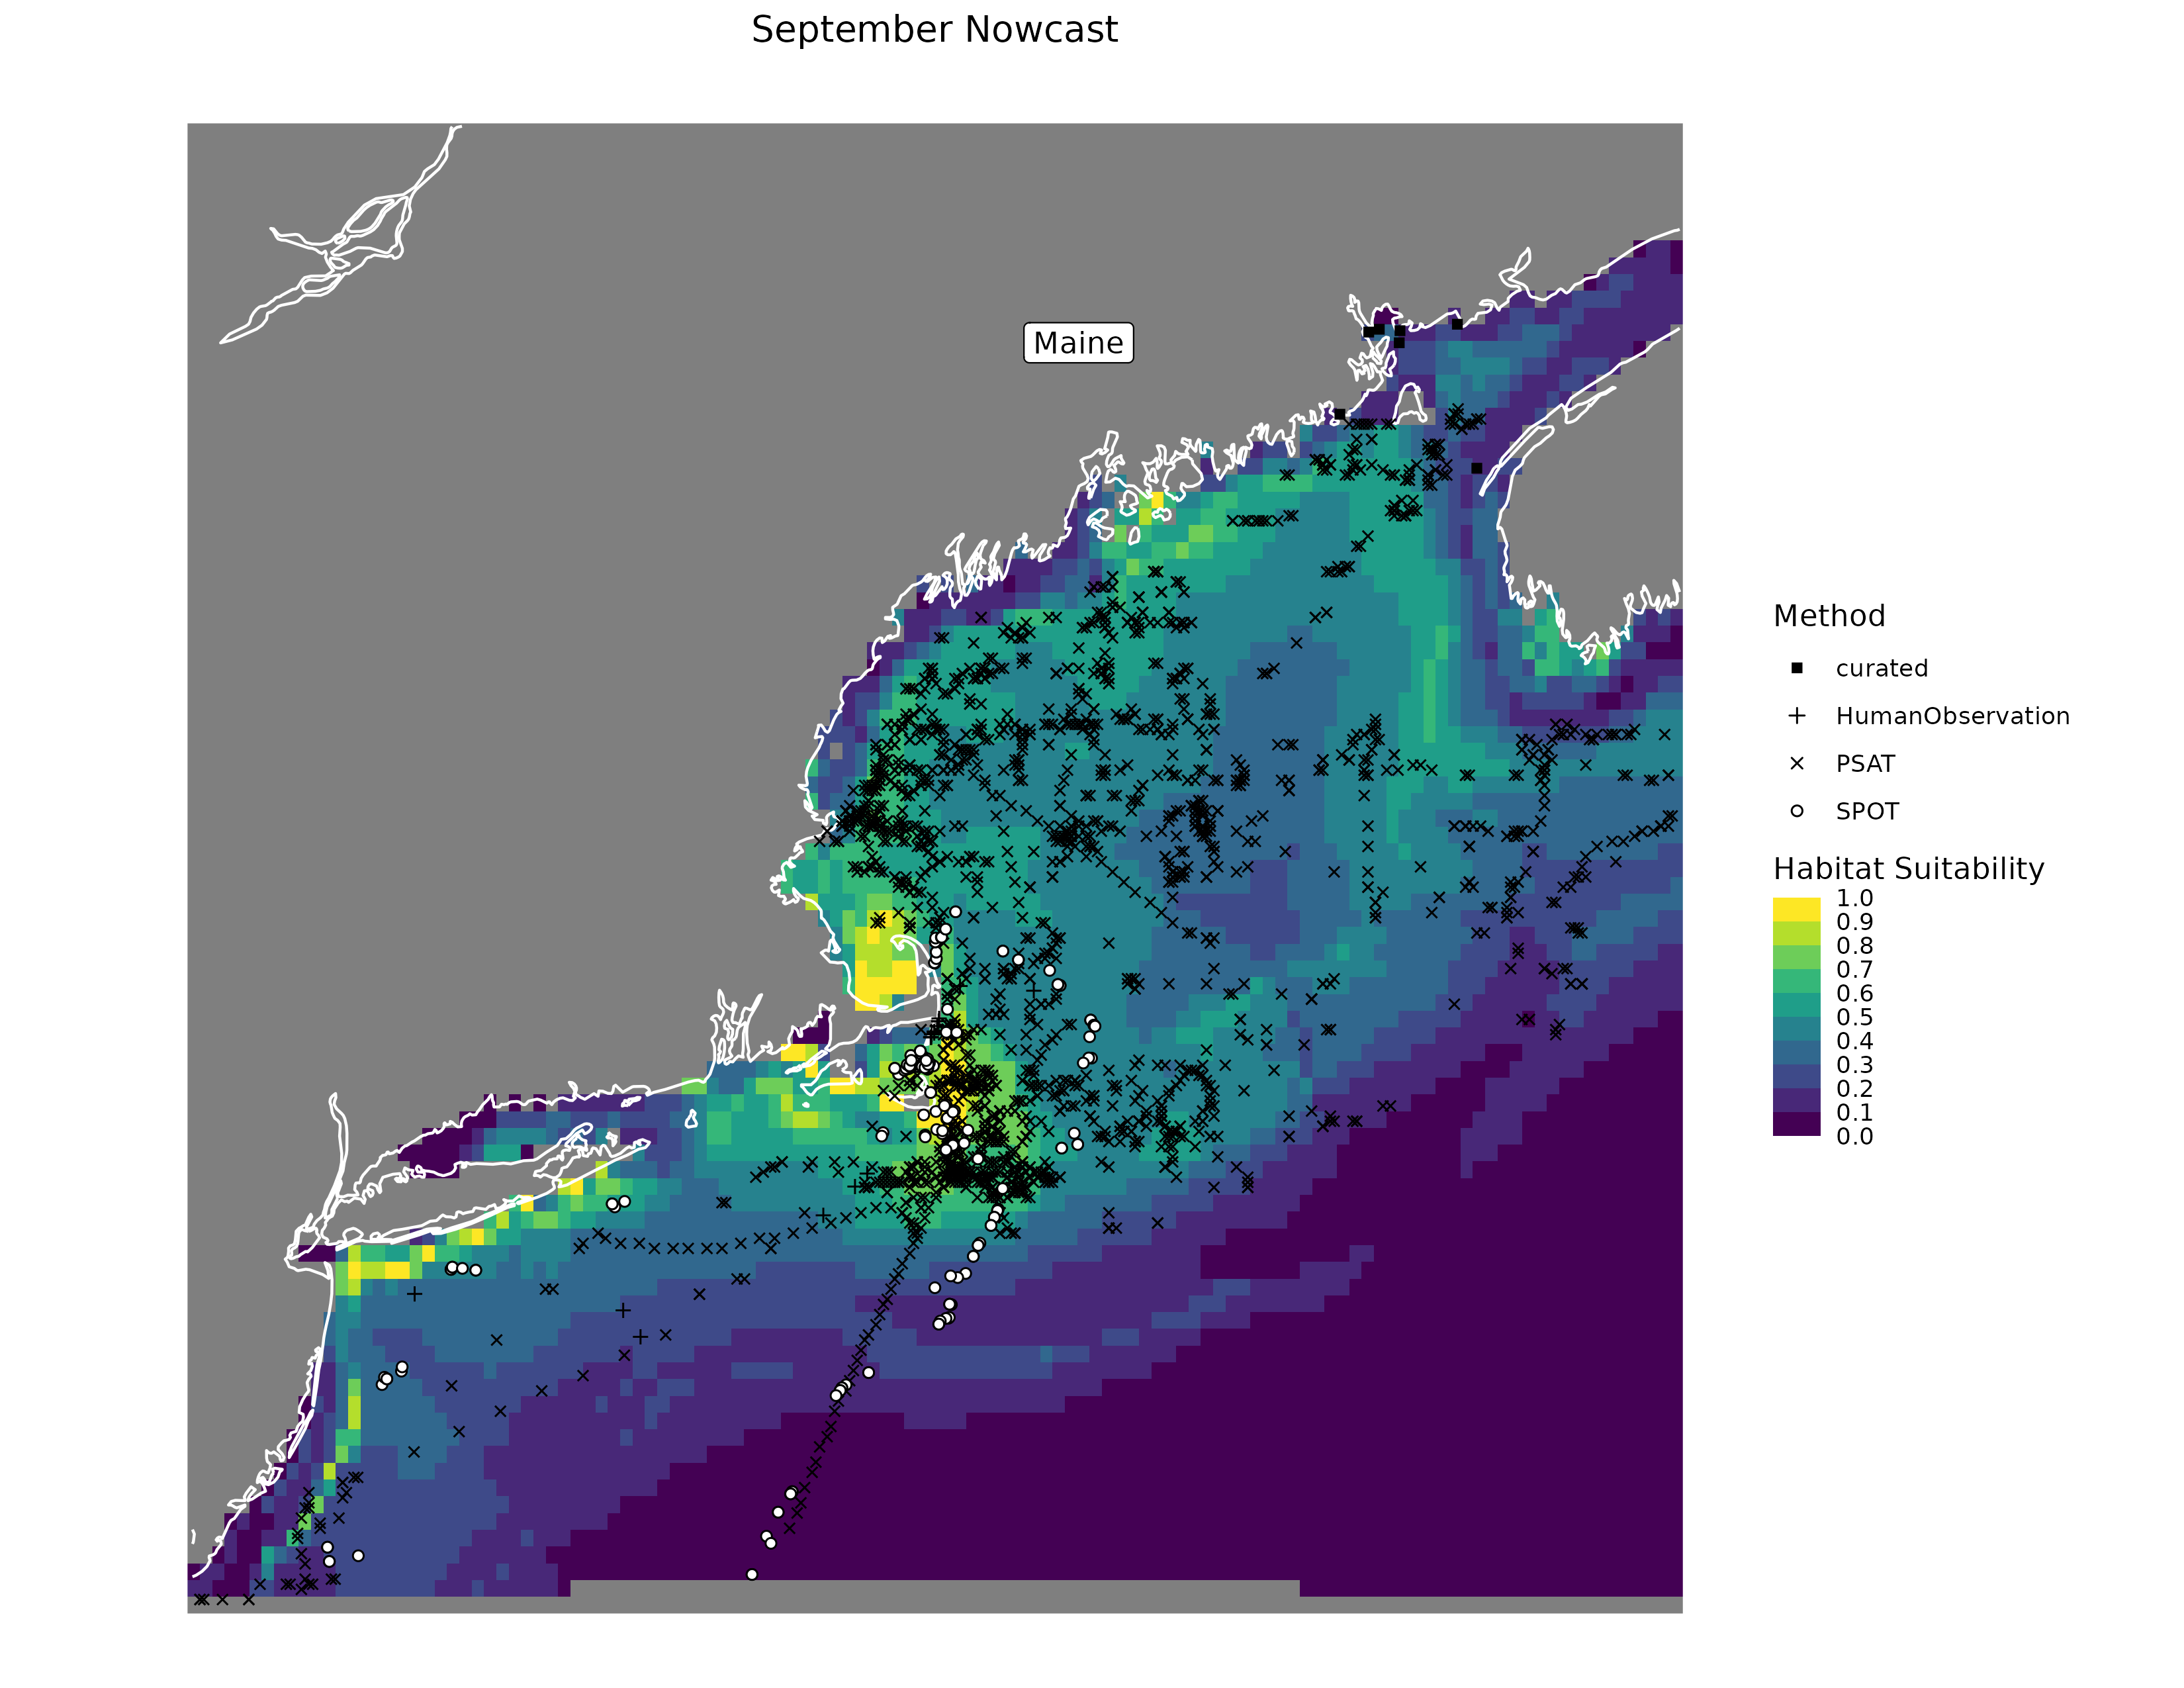 September Nowcast
Maine
Method
curated
HumanObservation
PSAT
SPOT
Habitat Suitability
1.0
0.9
0.8
0.7
0.6
0.5
0.4
0.3
0.2
0.1
0.0